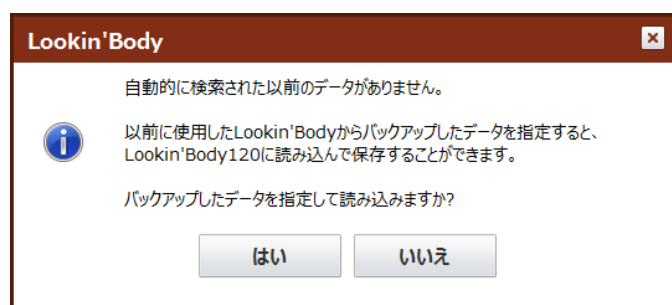 Lookin'Body
自動的に検索された以前のデータがありません。
以前に使用したLookin'Bodyからバックアップしたデータを指定すると、
Lookin'Body120に読み込んで保存することができます。
バックアップしたデータを指定して読み込みますか?
はい
いいえ